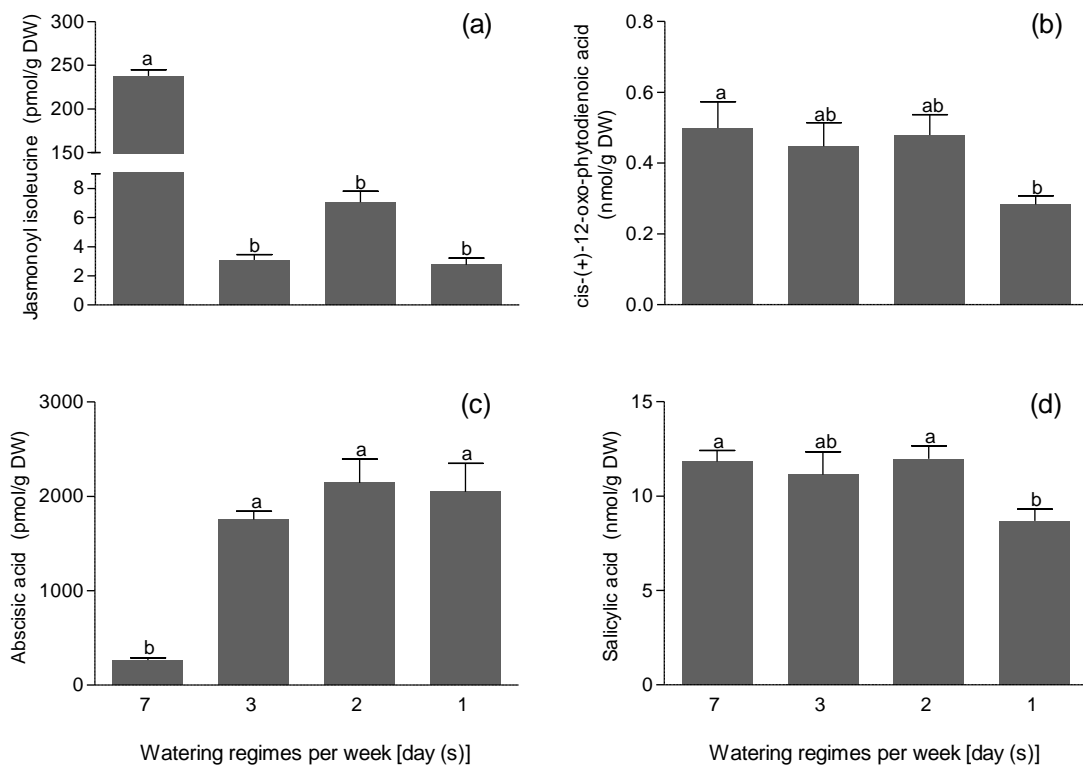 (a)
Jasmonoyl isoleucine (pmol/g DW)
300
250
200
150
8
6
4
2
0
a
b
b
b
(b)
cis-(+)-12-oxo-phytodienoic acid
(nmol/g DW)
0.8
0.6
0.4
0.2
0.0
a
ab
ab
b
(c)
Abscisic acid (pmol/g DW)
3000
2000
1000
0
b
a
a
a
7 3 2 1
Watering regimes per week [day (s)]
(d)
Salicylic acid (nmol/g DW)
15
10
5
0
a
ab
a
b
7 3 2 1
Watering regimes per week [day (s)]